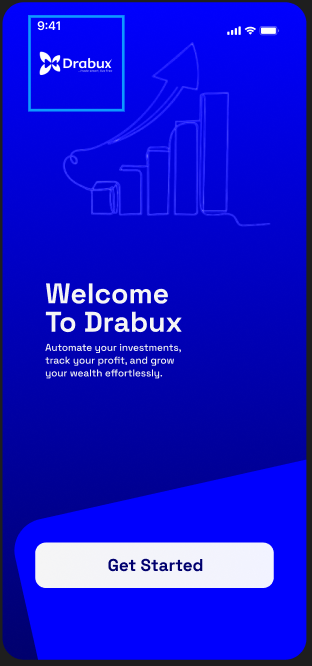 9:41
Drabux
Welcome
To Drabux
Automate your investments,
track your profit, and grow
your wealth effortlessly.
Get Started